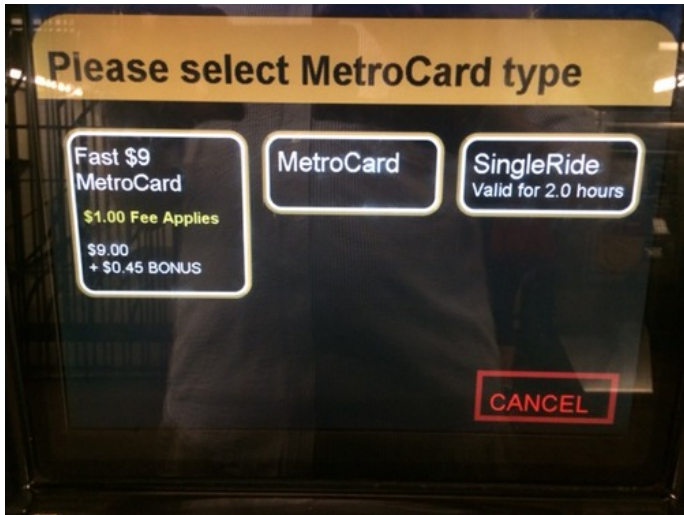 Please select MetroCard type
Fast $9
MetroCard
$1.00 Fee Applies
$9.00
+ $0.45 BONUS
MetroCard
SingleRide
Valid for 2.0 hours
CANCEL